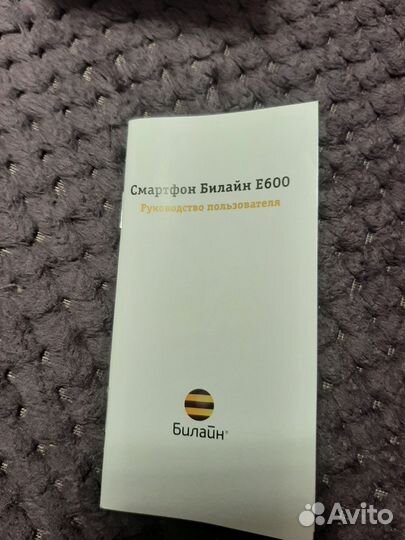 Смартфон Билайн Е600
Руководство пользователя
Билайн®
Avito